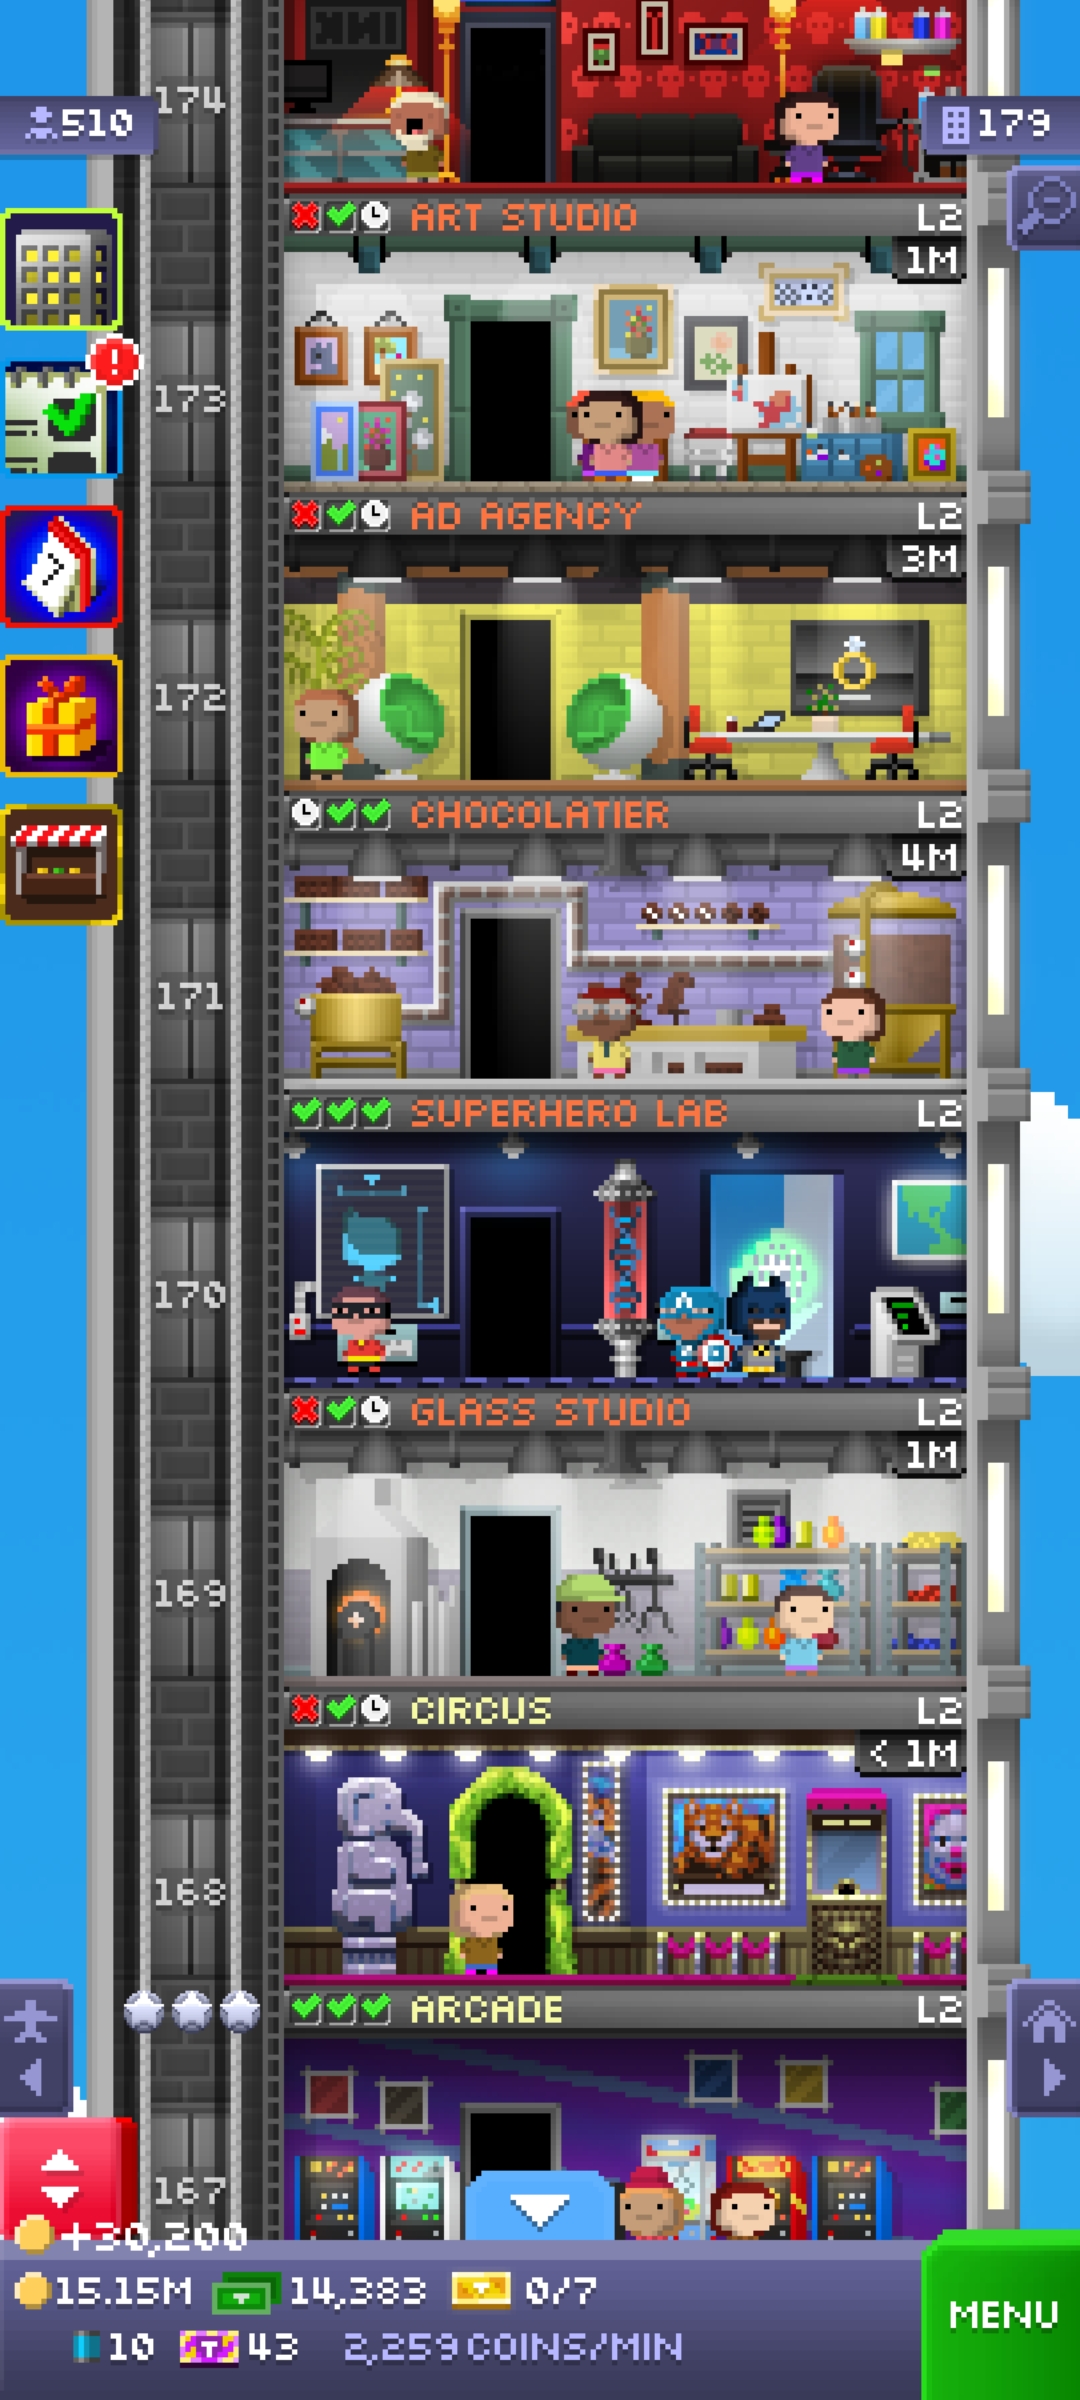 174
510
179
ART STUDIO L2
1M
173
AD AGENCY L2
3M
7
172
CHOCOLATIER L2
4M
171
SUPERHERO LAB L2
170
GLASS STUDIO L2
1M
169
CIRCUS L2
< 1M
168
ARCADE L2
167
+30,200
15.15M 14,383 0/7
MENU
10 T 43 2,259 COINS/MIN